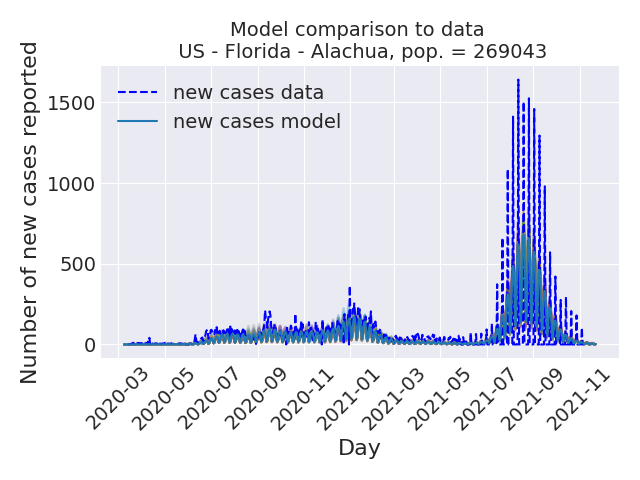 Model comparison to data
US - Florida - Alachua, pop. = 269043
Number of new cases reported
1500
1000
500
0
new cases data
new cases model
2020-03
2020-05
2020-07
2020-09
2020-11
2021-01
2021-03
2021-05
2021-07
2021-09
2021-11
Day